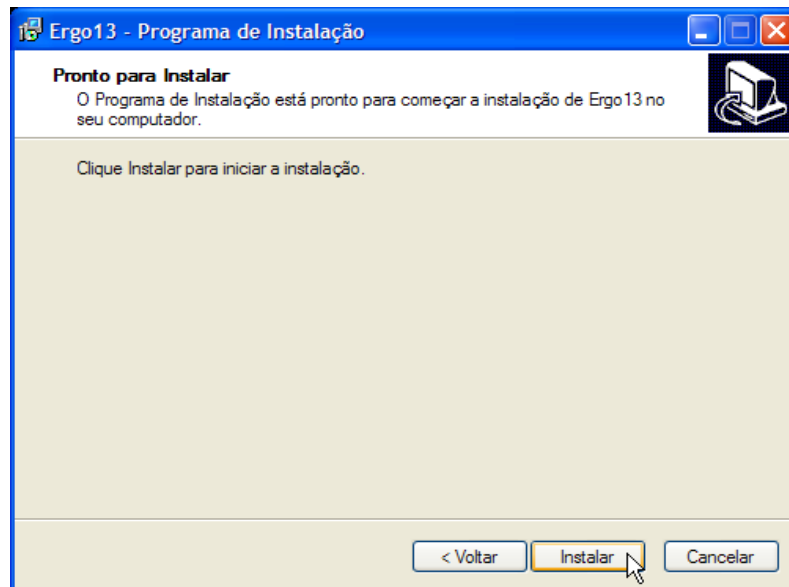 Ergo13 - Programa de Instalação
Pronto para Instalar
O Programa de Instalação está pronto para começar a instalação de Ergo13 no
seu computador.
Clique Instalar para iniciar a instalação.
< Voltar
Instalar
Cancelar